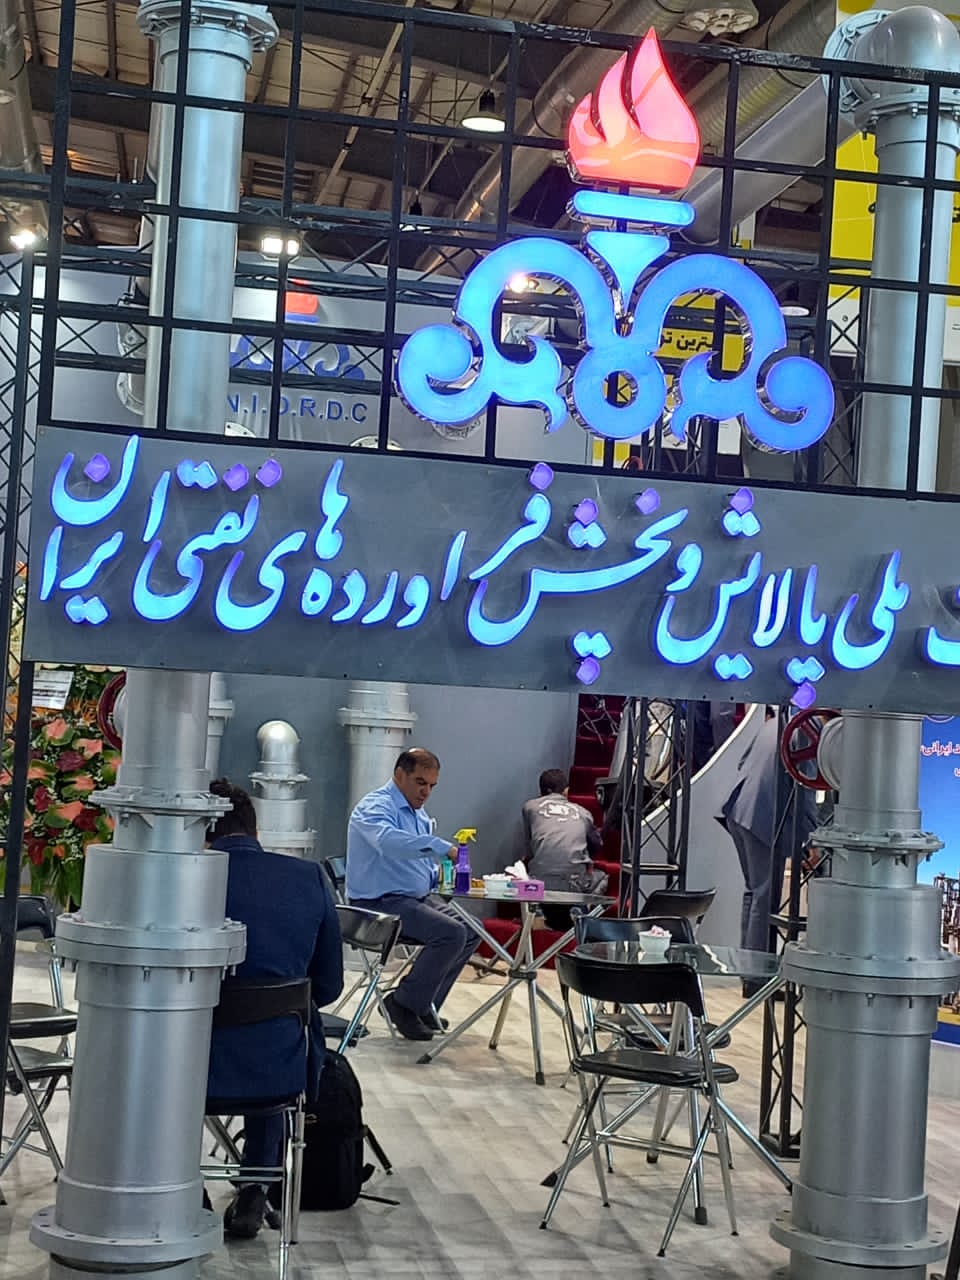 N.I.O.R.D.C
ملی پالایش و پخش فراورده های نفتی ایران